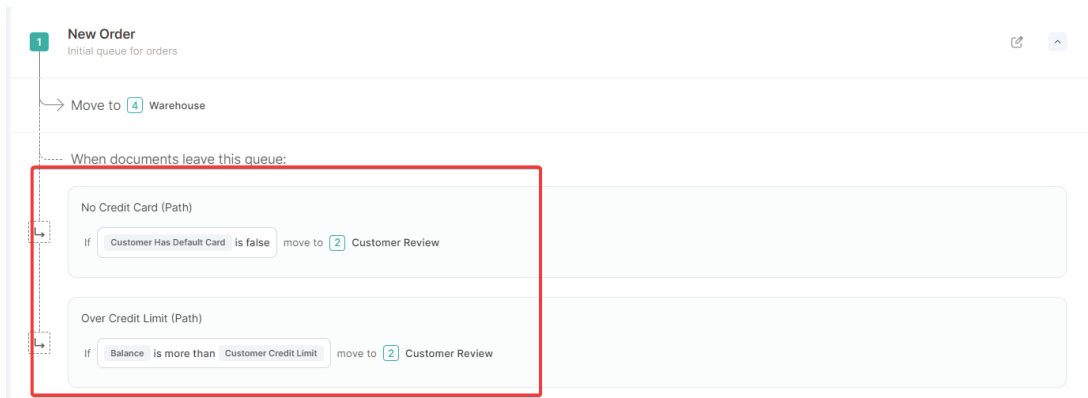 1
New Order
Initial queue for orders
Move to 4 Warehouse
When documents leave this queue:
No Credit Card (Path)
If Customer Has Default Card is false move to 2 Customer Review
Over Credit Limit (Path)
If Balance is more than Customer Credit Limit move to 2 Customer Review